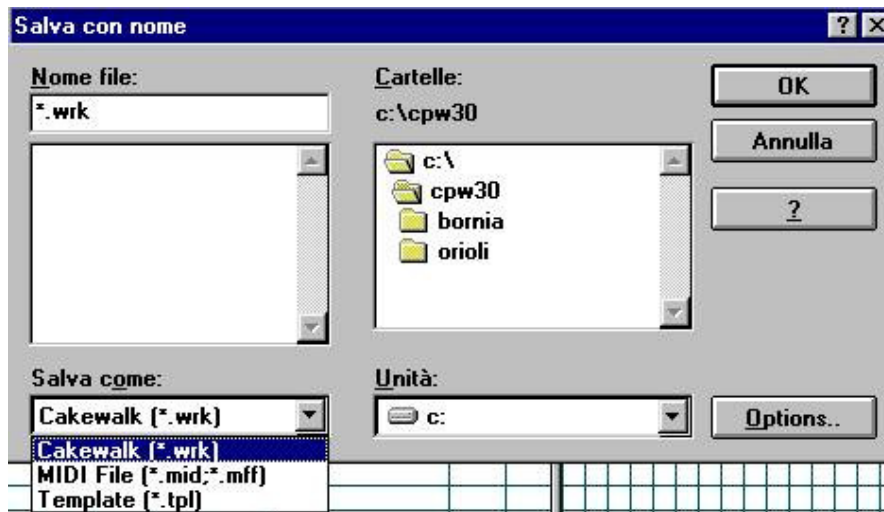 Salva con nome
?
Nome file:
*.wrk
Cartelle:
c:\cpw30
c:\
cpw30
bornia
orioli
OK
Annulla
?
Salva come:
Cakewalk (*.wrk)
Cakewalk (*.wrk)
MIDI File (*.mid;*.mff)
Template (*.tpl)
Unità:
c:
Options..